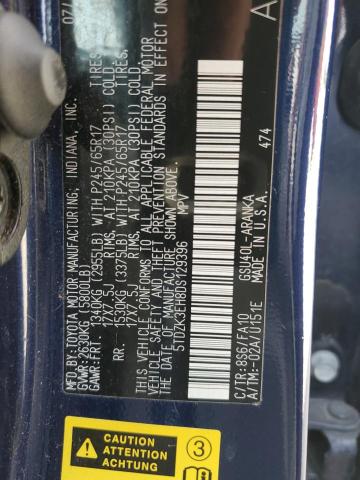 07/
MFD. BY: TOYOTA MOTOR MANUFACTURING, INDIANA, INC.
GVWR: 2630KG (5800LB)
GAWR: FRT. 1340KG (2955LB) WITH P245/65R17 TIRES,
17X7.5J RIMS, AT 210KPA (30PSI) COLD
RR. 1530KG (3375LB) WITH P245/65R17 TIRES,
17X7.5J RIMS, AT 210KPA (30PSI) COLD
THIS VEHICLE CONFORMS TO ALL APPLICABLE FEDERAL MOTOR
VEHICLE SAFETY AND THEFT PREVENTION STANDARDS IN EFFECT ON
THE DATE OF MANUFACTURE SHOWN ABOVE.
5TDZK3EH8DS129396 MPV
C/TR: 8S6/FA10 GSU40L-ARANKA
A/TM:-02A/U151E MADE IN U.S.A.
474
A
CAUTION
ATTENTION
ACHTUNG
3